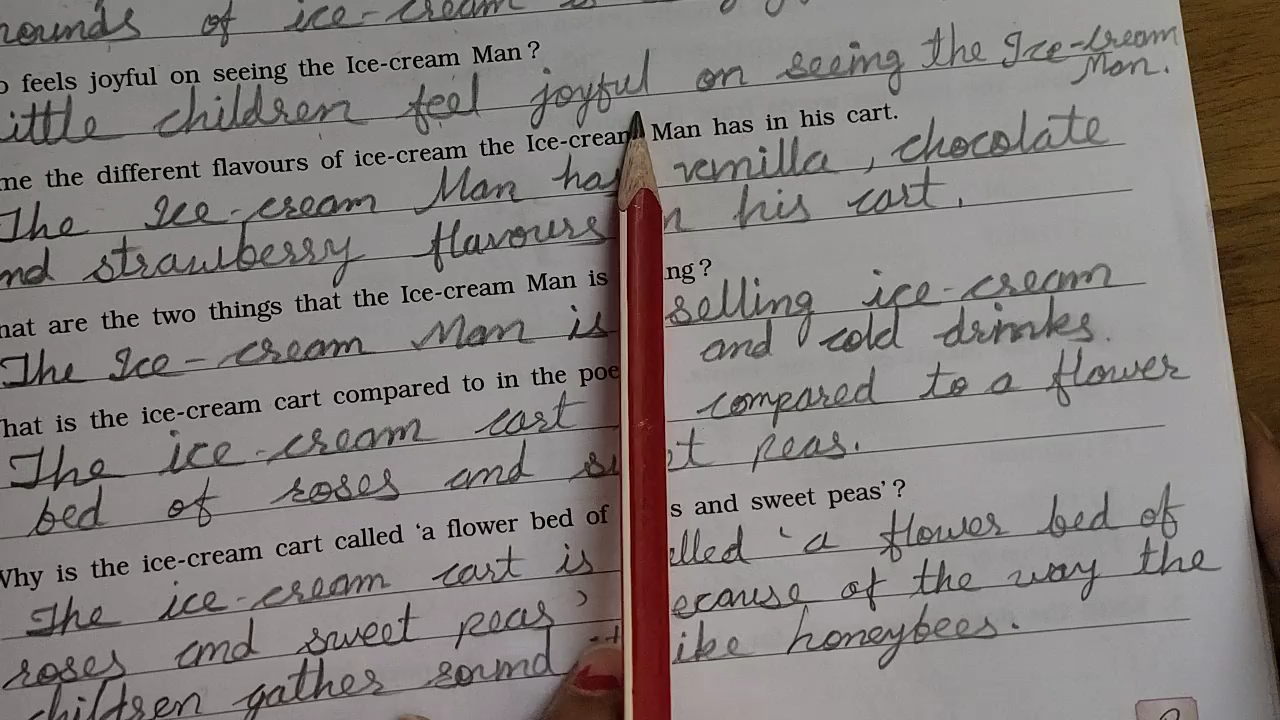 rounds of ice-cream
o feels joyful on seeing the Ice-cream Man?
ittle children feel joyful on seeing the Ice-cream
Man.
me the different flavours of ice-cream the Ice-cream Man has in his cart.
The Ice-cream Man has vernilla, chocolate
nd strawberry flavours n his cart.
hat are the two things that the Ice-cream Man is ng?
The Ice-cream Man is selling ice-cream
and cold drinks.
hat is the ice-cream cart compared to in the poe
The ice-cream cart compared to a flower
bed of roses and s et peas.
Why is the ice-cream cart called 'a flower bed of s and sweet peas'?
The ice-cream cart is lled 'a flower bed of
roses and sweet peas' ecause of the way the
children gather round like honeybees.